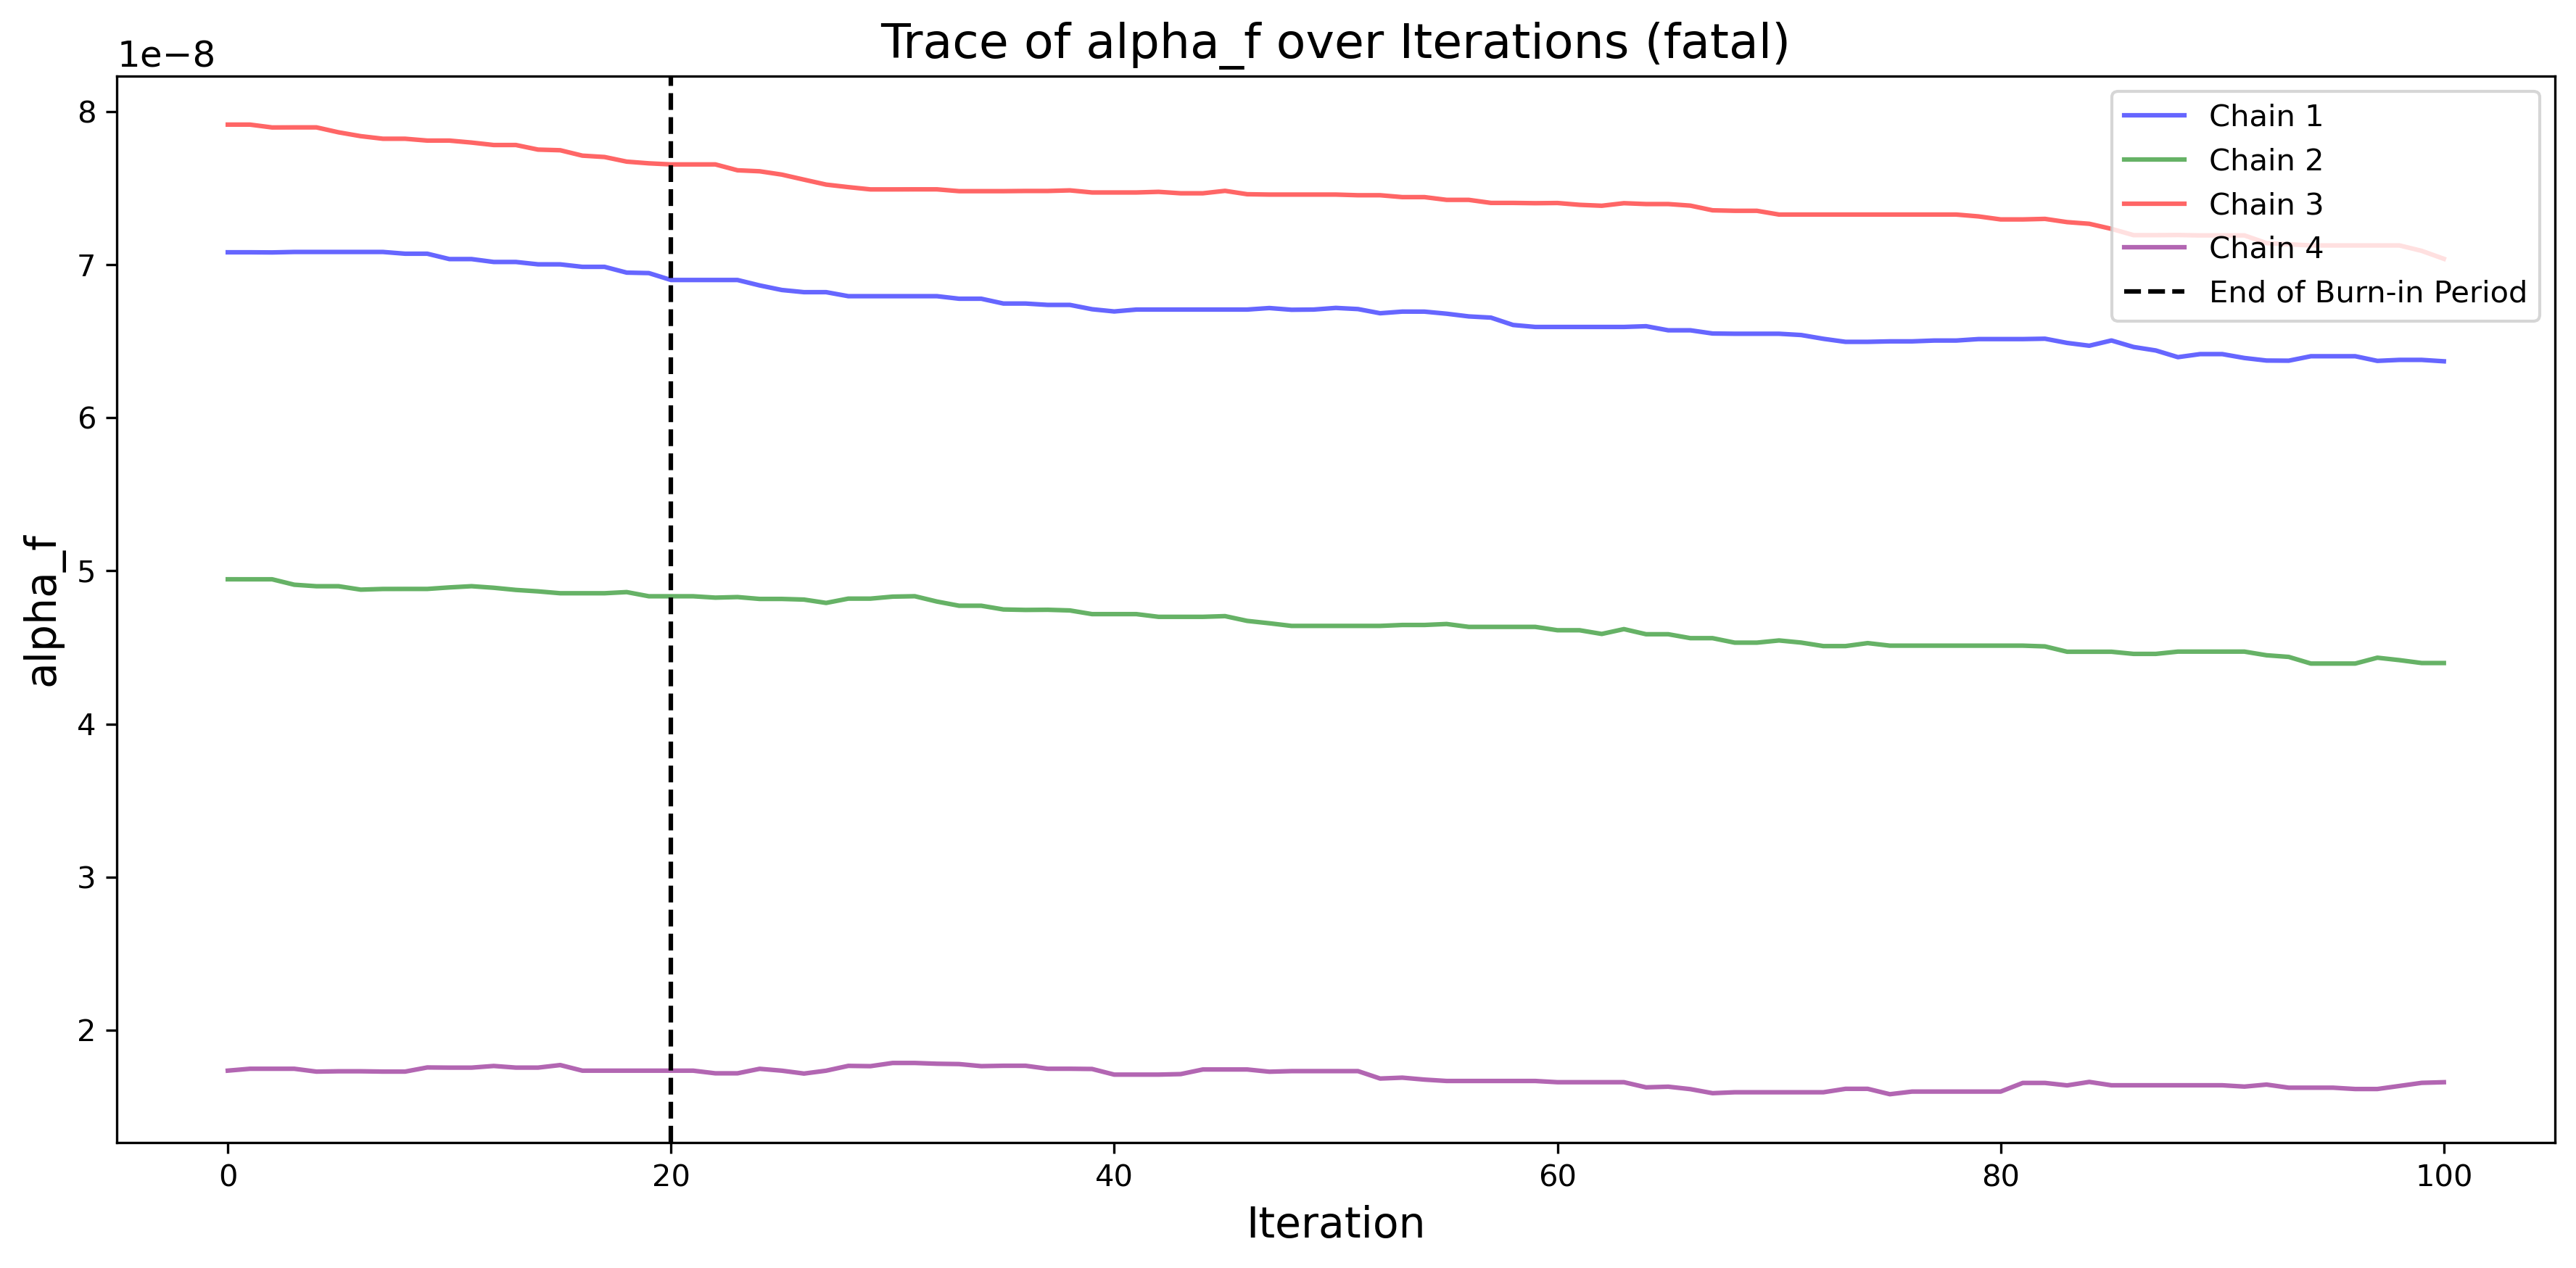 Trace of alpha_f over Iterations (fatal)
1e−8
8
7
6
5
4
3
2
alpha_f
Chain 1
Chain 2
Chain 3
Chain 4
End of Burn-in Period
0 20 40 60 80 100
Iteration